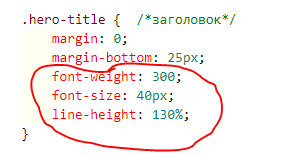 .hero-title {  /*заголовок*/
    margin: 0;
    margin-bottom: 25px;
    font-weight: 300;
    font-size: 40px;
    line-height: 130%;
}